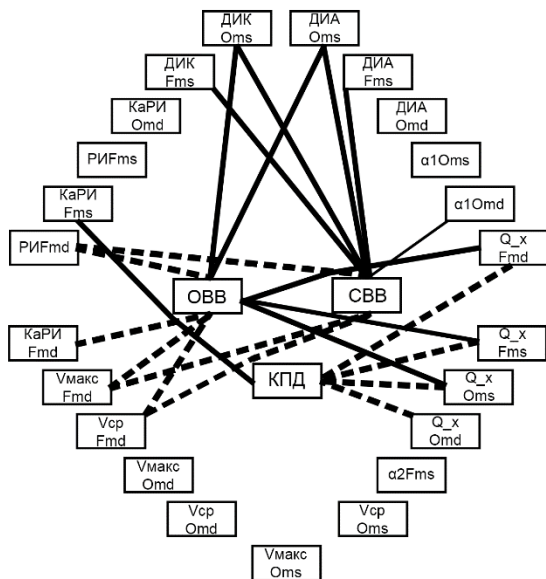 ДИК
Oms
ДИА
Oms
ДИК
Fms
ДИА
Fms
КаРИ
Omd
ДИА
Omd
РИFms
α1Oms
КаРИ
Fms
α1Omd
РИFmd
Q_x
Fmd
ОВВ
СВВ
КаРИ
Fmd
Q_x
Fms
Vмакс
Fmd
КПД
Q_x
Oms
Vср
Fmd
Q_x
Omd
Vмакс
Omd
α2Fms
Vср
Omd
Vср
Oms
Vмакс
Oms